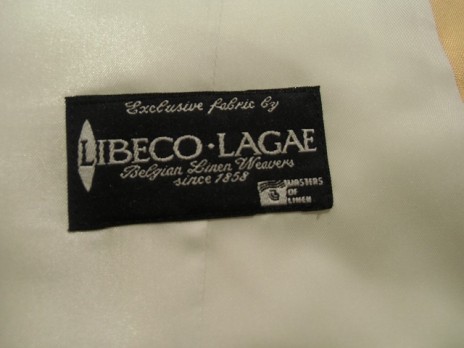 Exclusive fabric by
LIBECO·LAGAE
Belgian Linen Weavers
since 1858
MASTERS
OF
LINEN